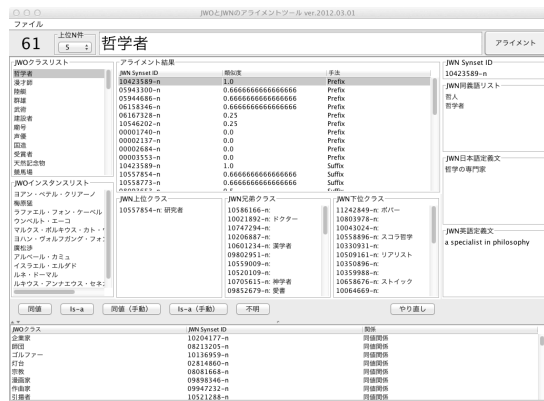 JWOとJWNのアライメントツール ver.2012.03.01
ファイル
61
上位N件
5
哲学者
アライメント
JWOクラスリスト
哲学者
漫才師
陸艇
群雄
武術
建設者
廟号
声優
国造
受賞者
天然記念物
競馬場
アライメント結果
JWN Synset ID 類似度 手法
10423589-n 1.0 Prefix
05943300-n 0.6666666666666666 Prefix
05944686-n 0.6666666666666666 Prefix
06158346-n 0.6666666666666666 Prefix
06167328-n 0.25 Prefix
10546202-n 0.25 Prefix
00001740-n 0.0 Prefix
00002137-n 0.0 Prefix
00002684-n 0.0 Prefix
00003553-n 0.0 Prefix
10423589-n 1.0 Suffix
10557854-n 0.6666666666666666 Suffix
10558773-n 0.6666666666666666 Suffix
JWN Synset ID
10423589-n
JWN同義語リスト
哲人
哲学者
JWN日本語定義文
哲学の専門家
JWN英語定義文
a specialist in philosophy
JWOインスタンスリスト
ヨアン・ペテル・クリアーノ
梅原猛
ラファエル・フォン・ケーベル
ウンベルト・エーコ
マルクス・ポルキウス・カト・
ヨハン・ヴォルフガング・フォ
廣松渉
アルベール・カミュ
イスラエル・エルダド
ルネ・ドーマル
ルキウス・アンナエウス・セネ
JWN上位クラス
10557854-n: 研究者
JWN兄弟クラス
10586166-n:
10021892-n: ドクター
10747294-n:
10206887-n:
10601234-n: 漢学者
09802951-n:
10559009-n:
10520109-n:
10705615-n: 神学者
09852679-n: 愛書
JWN下位クラス
11242849-n: ポパー
10803978-n:
10043024-n:
10558896-n: スコラ哲学
10330931-n:
10509161-n: リアリスト
10350896-n:
10359988-n:
10658676-n: ストイック
10064669-n:
同値
Is-a
同値（手動）
Is-a（手動）
不明
やり直し
JWOクラス JWN Synset ID 関係
企業家 10204177-n 同値関係
師団 08213205-n 同値関係
ゴルファー 10136959-n 同値関係
灯台 02814860-n 同値関係
宗教 08081668-n 同値関係
漫画家 09898346-n 同値関係
作曲家 09947232-n 同値関係
引揚者 10521288-n 同値関係